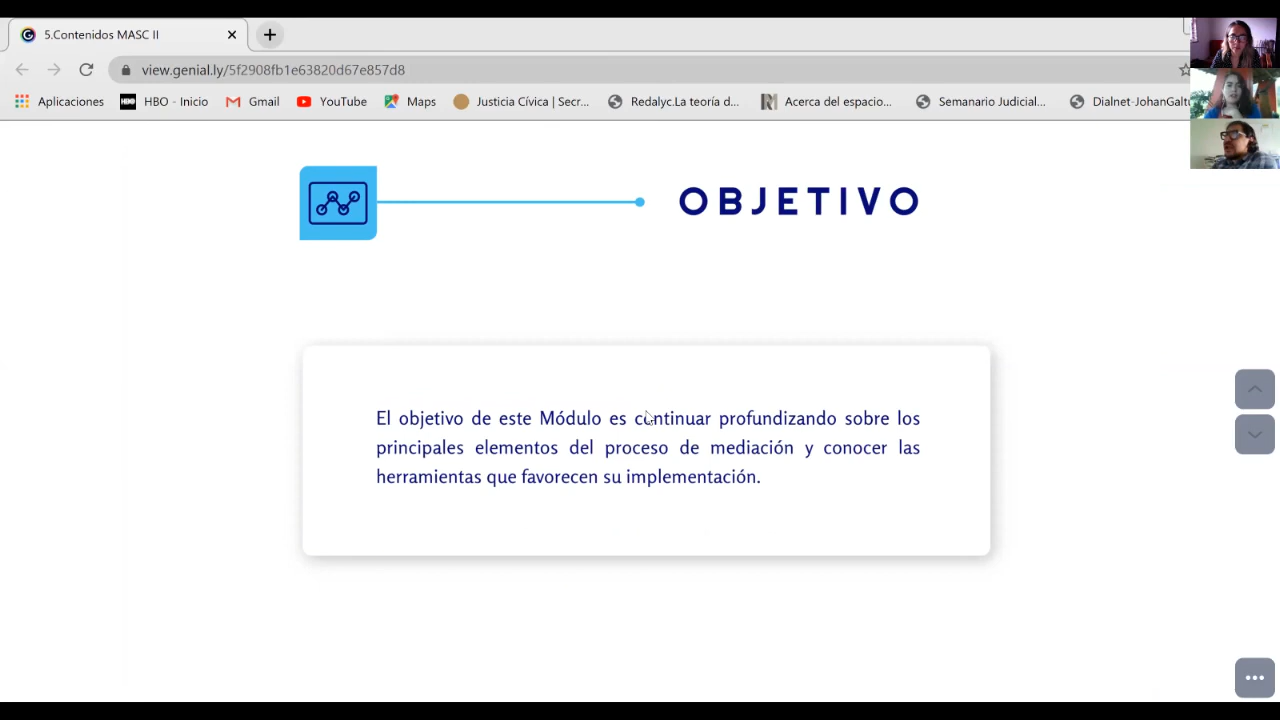 5.Contenidos MASC II
view.genial.ly/5f2908fb1e63820d67e857d8
Aplicaciones HBO - Inicio Gmail YouTube Maps Justicia Cívica | Secr... Redalyc.La teoría d... Acerca del espacio... Semanario Judicial... Dialnet-JohanGaltu
OBJETIVO
El objetivo de este Módulo es continuar profundizando sobre los
principales elementos del proceso de mediación y conocer las
herramientas que favorecen su implementación.